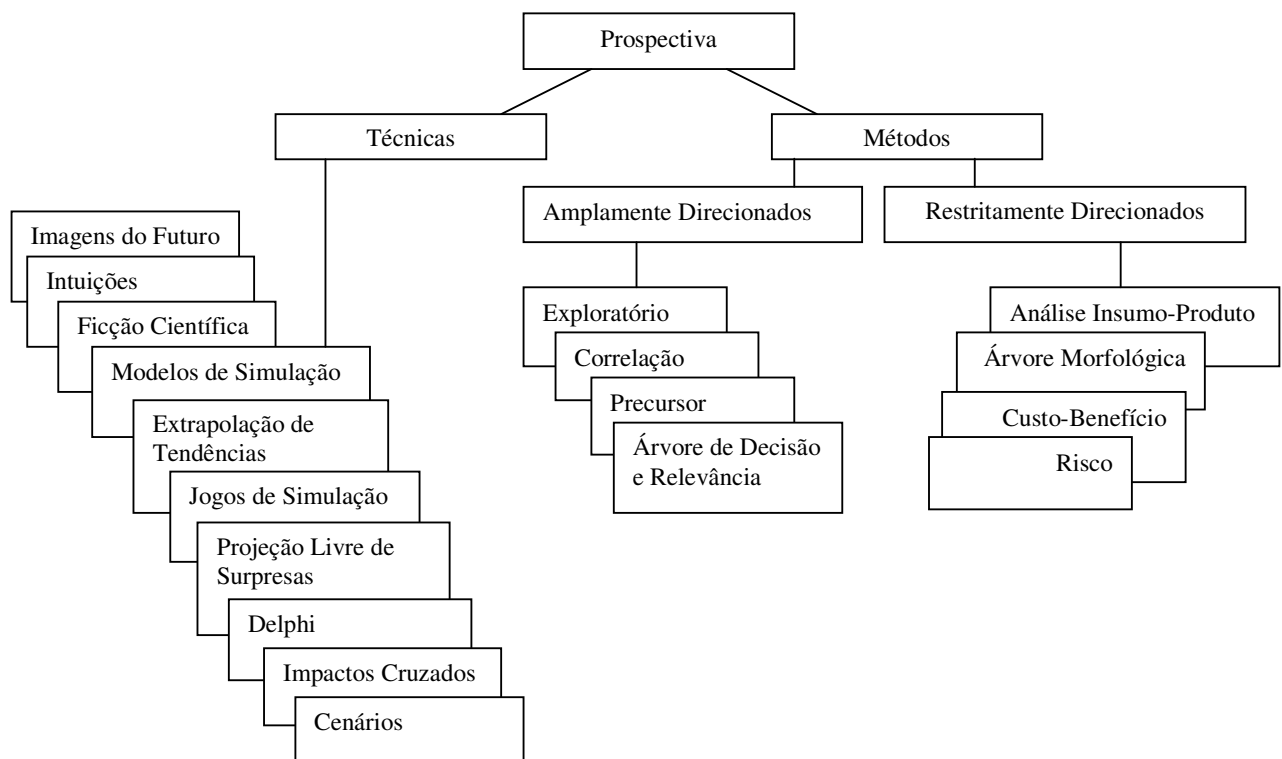 Prospectiva
Técnicas
Métodos
Amplamente Direcionados
Restritamente Direcionados
Imagens do Futuro
Intuições
Ficção Científica
Modelos de Simulação
Extrapolação de
Tendências
Jogos de Simulação
Projeção Livre de
Surpresas
Delphi
Impactos Cruzados
Cenários
Exploratório
Correlação
Precursor
Árvore de Decisão
e Relevância
Análise Insumo-Produto
Árvore Morfológica
Custo-Benefício
Risco